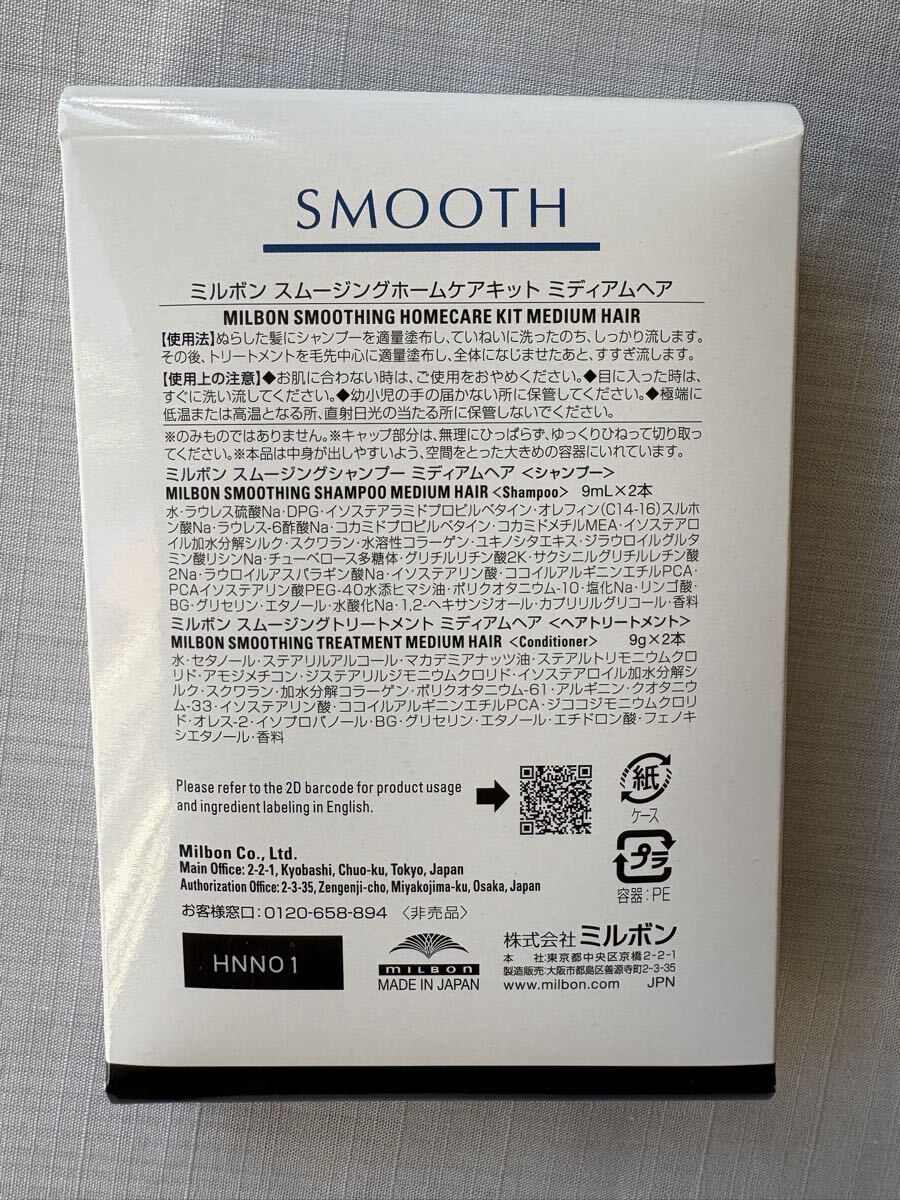 SMOOTH
ミルボン スムージングホームケアキット ミディアムヘア
MILBON SMOOTHING HOMECARE KIT MEDIUM HAIR
【使用法】ぬらした髪にシャンプーを適量塗布し、ていねいに洗ったのち、しっかり流します。
その後、トリートメントを毛先中心に適量塗布し、全体になじませたあと、すすぎ流します。
【使用上の注意】◆お肌に合わない時は、ご使用をおやめください。◆目に入った時は、
すぐに洗い流してください。◆幼小児の手の届かない所に保管してください。◆極端に
低温または高温となる所、直射日光の当たる所に保管しないでください。
※のみものではありません。※キャップ部分は、無理にひっぱらず、ゆっくりひねって切り取っ
てください。※本品は中身が出しやすいよう、空間をとった大きめの容器にいれています。
ミルボン スムージングシャンプー ミディアムヘア <シャンプー>
MILBON SMOOTHING SHAMPOO MEDIUM HAIR <Shampoo> 9mL×2本
水・ラウレス硫酸Na・DPG・イソステアラミドプロピルベタイン・オレフィン(C14-16)スルホ
ン酸Na・ラウレス-6酢酸Na・コカミドプロピルベタイン・コカミドメチルMEA・イソステアロ
イル加水分解シルク・スクワラン・水溶性コラーゲン・ユキノシタエキス・ジラウロイルグルタ
ミン酸リシンNa・チューベロース多糖体・グリチルリチン酸2K・サクシニルグリチルレチン酸
2Na・ラウロイルアスパラギン酸Na・イソステアリン酸・ココイルアルギニンエチルPCA・
PCAイソステアリン酸PEG-40水添ヒマシ油・ポリクオタニウム-10・塩化Na・リンゴ酸・
BG・グリセリン・エタノール・水酸化Na・1,2-ヘキサンジオール・カプリリルグリコール・香料
ミルボン スムージングトリートメント ミディアムヘア <ヘアトリートメント>
MILBON SMOOTHING TREATMENT MEDIUM HAIR <Conditioner> 9g×2本
水・セタノール・ステアリルアルコール・マカデミアナッツ油・ステアルトリモニウムクロ
リド・アモジメチコン・ジステアリルジモニウムクロリド・イソステアロイル加水分解シ
ルク・スクワラン・加水分解コラーゲン・ポリクオタニウム-61・アルギニン・クオタニウ
ム-33・イソステアリン酸・ココイルアルギニンエチルPCA・ジココジモニウムクロリ
ド・オレス-2・イソプロパノール・BG・グリセリン・エタノール・エチドロン酸・フェノキ
シエタノール・香料
Please refer to the 2D barcode for product usage
and ingredient labeling in English.
紙
ケース
プラ
容器:PE
Milbon Co., Ltd.
Main Office: 2-2-1, Kyobashi, Chuo-ku, Tokyo, Japan
Authorization Office: 2-3-35, Zengenji-cho, Miyakojima-ku, Osaka, Japan
お客様窓口:0120-658-894 〈非売品〉
HNNO1
MILBON
MADE IN JAPAN
株式会社 ミルボン
本 社:東京都中央区京橋2-2-1
製造販売:大阪市都島区善源寺町2-3-35
www.milbon.com JPN